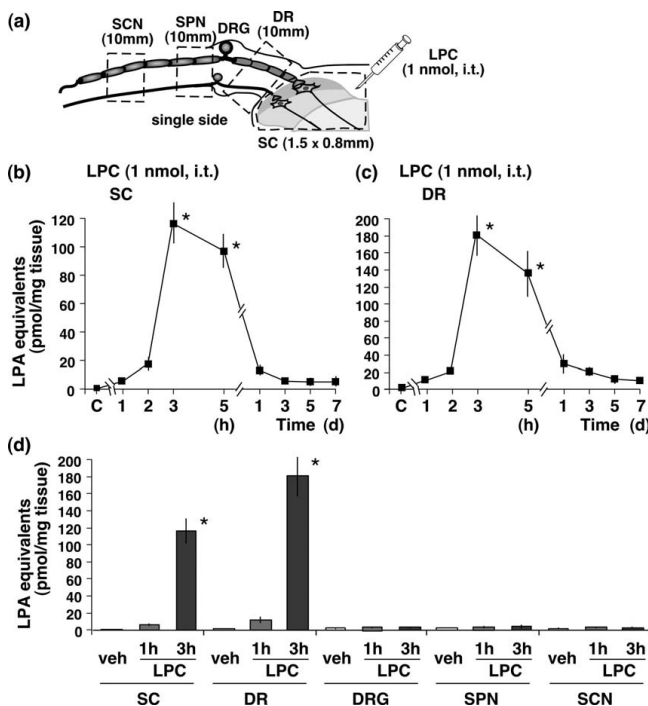 (a)
SCN
(10mm)
SPN
(10mm)
DRG
DR
(10mm)
LPC
(1 nmol, i.t.)
single side
SC (1.5 x 0.8mm)
(b) LPC (1 nmol, i.t.)
SC
LPA equivalents
(pmol/mg tissue)
120
100
80
60
40
20
0
C 1 2 3 5 1 3 5 7
(h) Time (d)
(c) LPC (1 nmol, i.t.)
DR
200
180
160
140
120
100
80
60
40
20
0
*
*
*
*
C 1 2 3 5 1 3 5 7
(h) Time (d)
(d)
LPA equivalents
(pmol/mg tissue)
200
180
160
140
120
100
80
60
40
20
0
*
*
veh 1h 3h veh 1h 3h veh 1h 3h veh 1h 3h veh 1h 3h
LPC LPC LPC LPC LPC
SC DR DRG SPN SCN